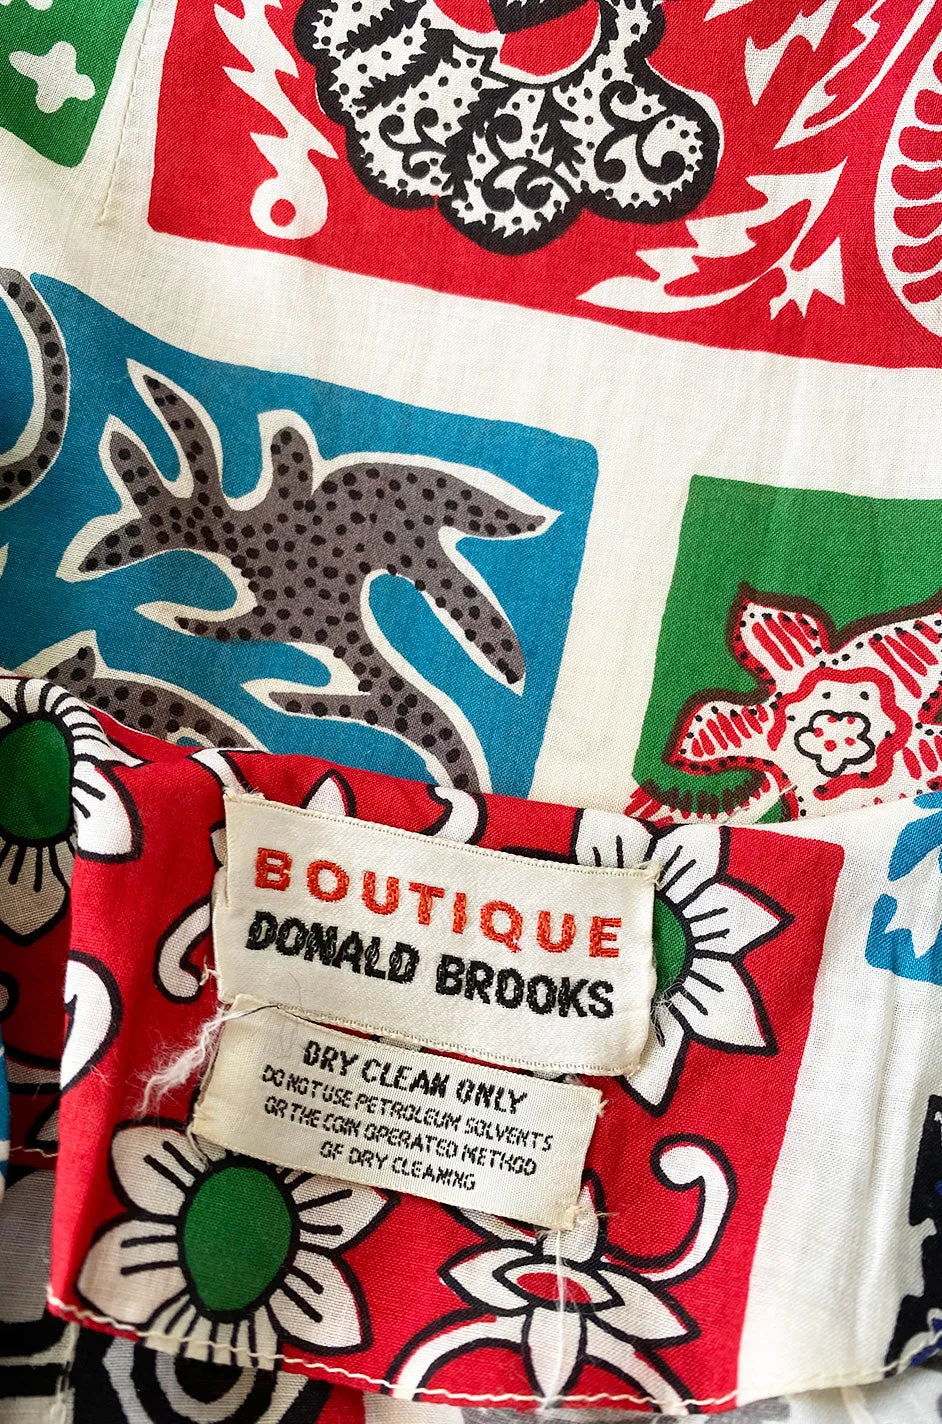 BOUTIQUE
DONALD BROOKS
DRY CLEAN ONLY
DO NOT USE PETROLEUM SOLVENTS
OR THE COIN OPERATED METHOD
OF DRY CLEANING